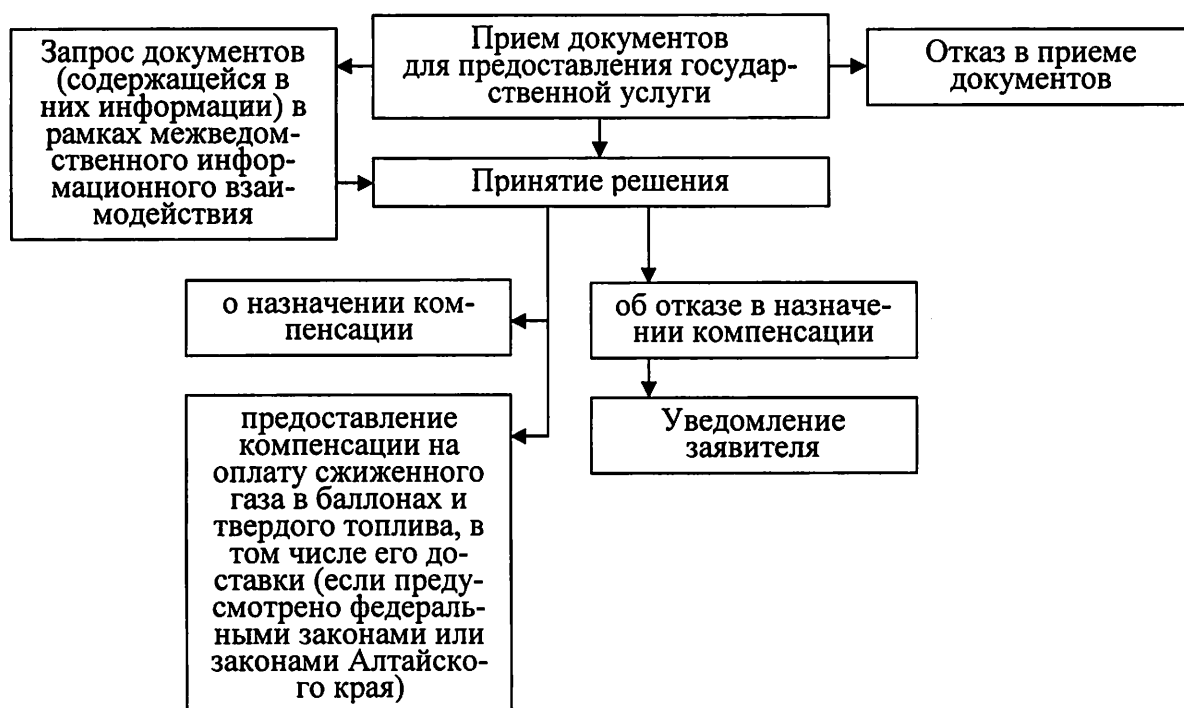 Запрос документов
(содержащейся в
них информации) в
рамках межведом-
ственного инфор-
мационного взаи-
модействия
Прием документов
для предоставления государ-
ственной услуги
Отказ в приеме
документов
Принятие решения
о назначении ком-
пенсации
об отказе в назначе-
нии компенсации
предоставление
компенсации на
оплату сжиженного
газа в баллонах и
твердого топлива, в
том числе его до-
ставки (если преду-
смотрено федераль-
ными законами или
законами Алтайско-
го края)
Уведомление
заявителя